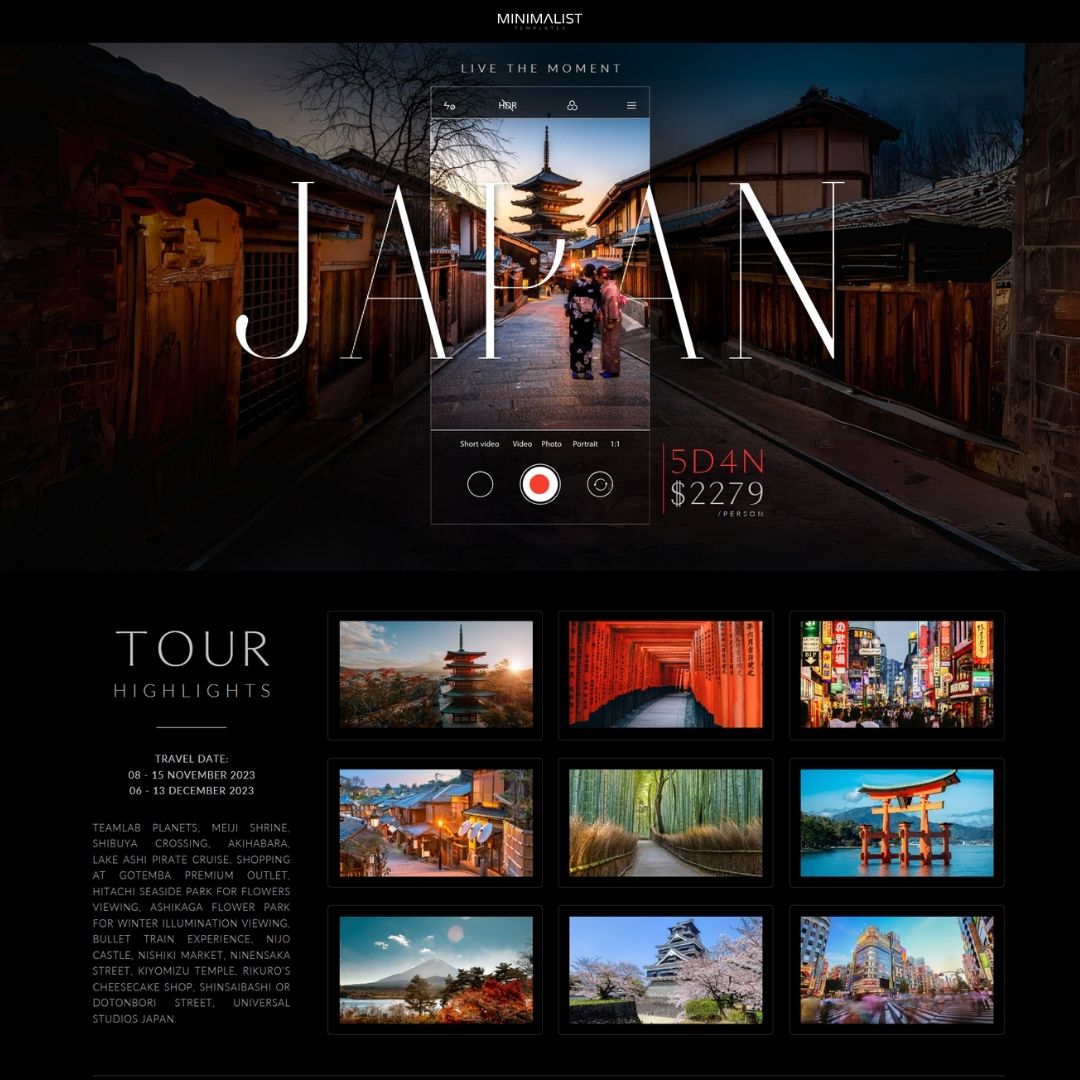 MINIMALIST
TEMPLATES
LIVE THE MOMENT
HDR
JAPAN
Short video Video Photo Portrait 1:1
5D4N
$2279
/PERSON
TOUR
HIGHLIGHTS
TRAVEL DATE:
08 - 15 NOVEMBER 2023
06 - 13 DECEMBER 2023
TEAMLAB PLANETS, MEIJI SHRINE,
SHIBUYA CROSSING, AKIHABARA,
LAKE ASHI PIRATE CRUISE, SHOPPING
AT GOTEMBA PREMIUM OUTLET,
HITACHI SEASIDE PARK FOR FLOWERS
VIEWING, ASHIKAGA FLOWER PARK
FOR WINTER ILLUMINATION VIEWING,
BULLET TRAIN EXPERIENCE, NIJO
CASTLE, NISHIKI MARKET, NINENSAKA
STREET, KIYOMIZU TEMPLE, RIKURO'S
CHEESECAKE SHOP, SHINSAIBASHI OR
DOTONBORI STREET, UNIVERSAL
STUDIOS JAPAN.